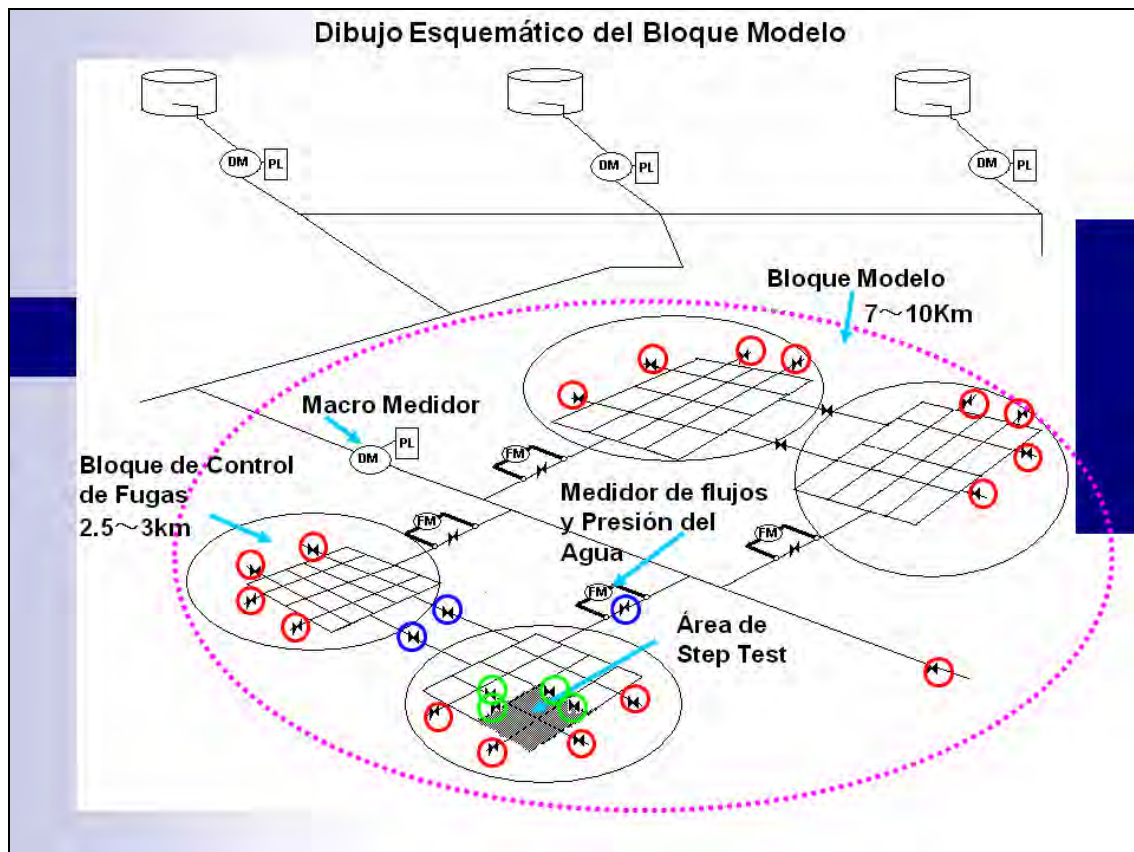 Dibujo Esquemático del Bloque Modelo
DM
PL
DM
PL
DM
PL
Bloque Modelo
7～10Km
Macro Medidor
DM
PL
Bloque de Control
de Fugas
2.5～3km
FM
FM
Medidor de flujos
y Presión del
Agua
FM
FM
Área de
Step Test